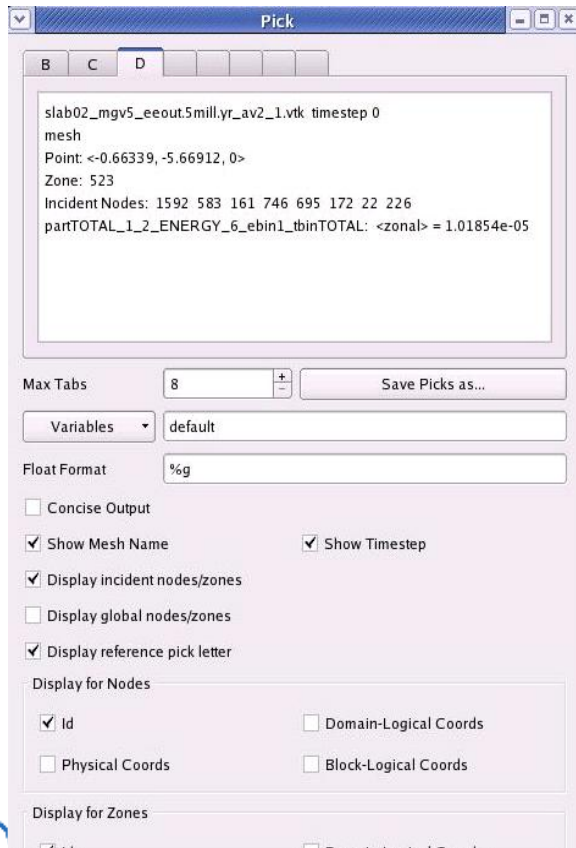 Pick
B C D
slab02_mgv5_eeout.5mill.yr_av2_1.vtk timestep 0
mesh
Point: <-0.66339, -5.66912, 0>
Zone: 523
Incident Nodes: 1592 583 161 746 695 172 22 226
partTOTAL_1_2_ENERGY_6_ebin1_tbinTOTAL: <zonal> = 1.01854e-05
Max Tabs 8 Save Picks as...
Variables default
Float Format %g
Concise Output
Show Mesh Name Show Timestep
Display incident nodes/zones
Display global nodes/zones
Display reference pick letter
Display for Nodes
Id Domain-Logical Coords
Physical Coords Block-Logical Coords
Display for Zones